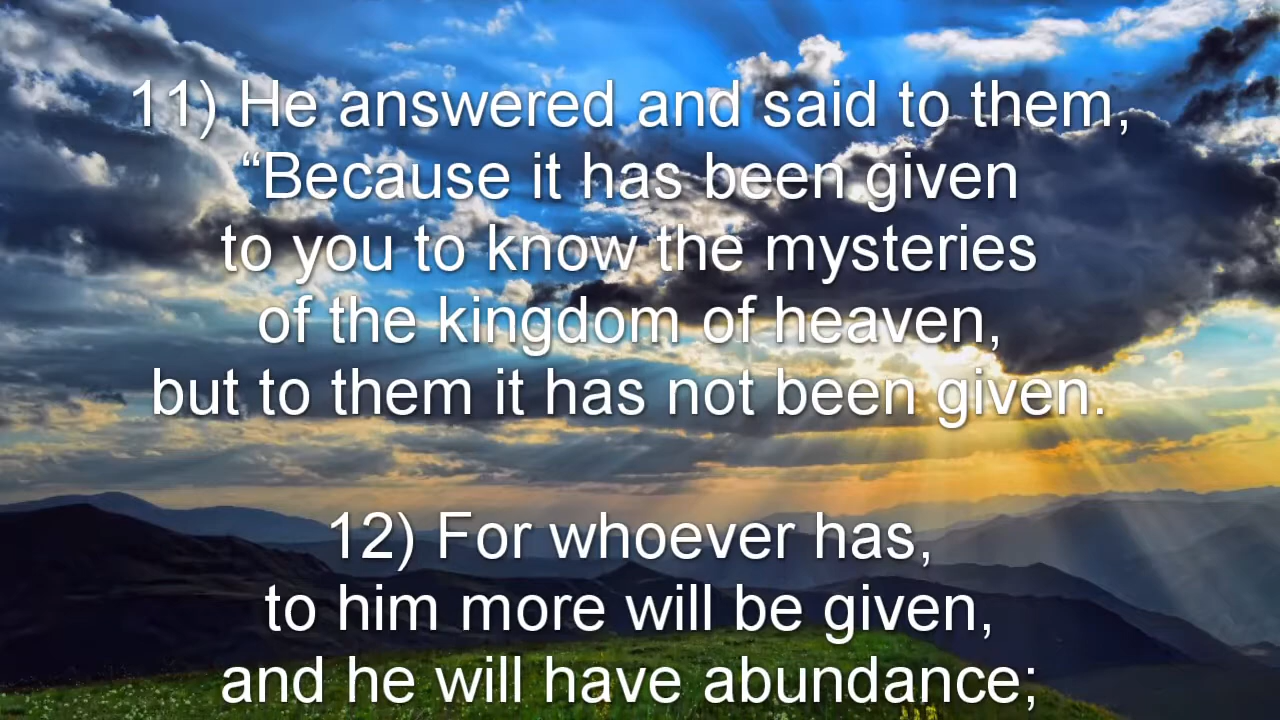 11) He answered and said to them,
“Because it has been given
to you to know the mysteries
of the kingdom of heaven,
but to them it has not been given.
12) For whoever has,
to him more will be given,
and he will have abundance;